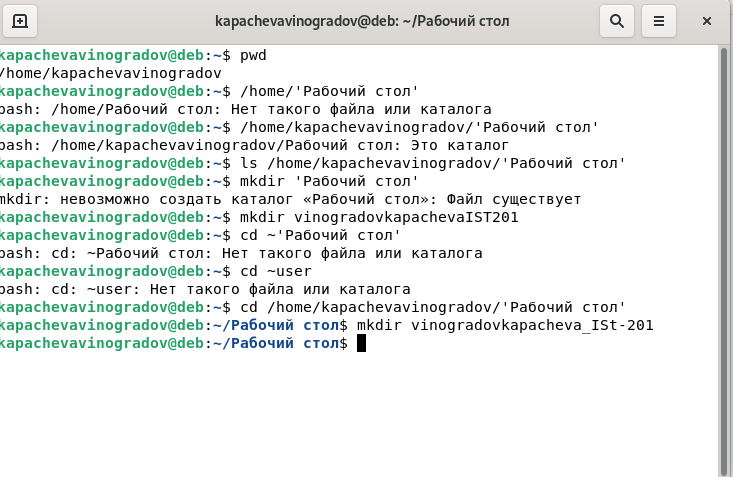 kapachevavinogradov@deb: ~/Рабочий стол
kapachevavinogradov@deb:~$ pwd
/home/kapachevavinogradov
kapachevavinogradov@deb:~$ /home/'Рабочий стол'
bash: /home/Рабочий стол: Нет такого файла или каталога
kapachevavinogradov@deb:~$ /home/kapachevavinogradov/'Рабочий стол'
bash: /home/kapachevavinogradov/Рабочий стол: Это каталог
kapachevavinogradov@deb:~$ ls /home/kapachevavinogradov/'Рабочий стол'
kapachevavinogradov@deb:~$ mkdir 'Рабочий стол'
mkdir: невозможно создать каталог «Рабочий стол»: Файл существует
kapachevavinogradov@deb:~$ mkdir vinogradovkapachevaIST201
kapachevavinogradov@deb:~$ cd ~'Рабочий стол'
bash: cd: ~Рабочий стол: Нет такого файла или каталога
kapachevavinogradov@deb:~$ cd ~user
bash: cd: ~user: Нет такого файла или каталога
kapachevavinogradov@deb:~$ cd /home/kapachevavinogradov/'Рабочий стол'
kapachevavinogradov@deb:~/Рабочий стол$ mkdir vinogradovkapacheva_ISt-201
kapachevavinogradov@deb:~/Рабочий стол$